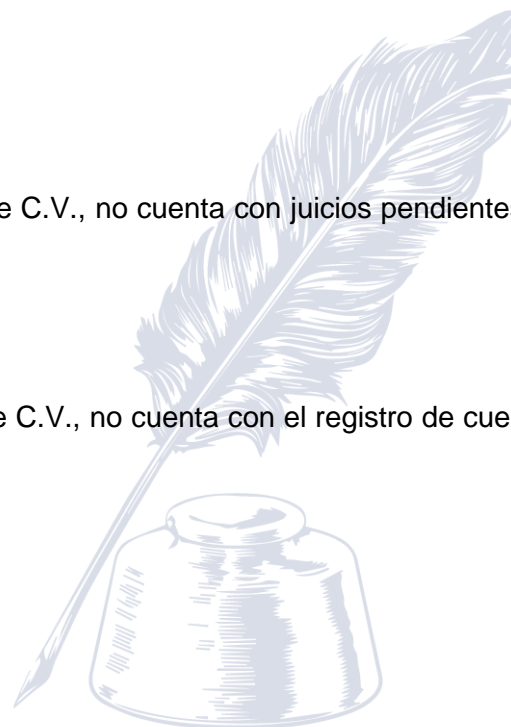 e C.V., no cuenta con juicios pendientes
e C.V., no cuenta con el registro de cue